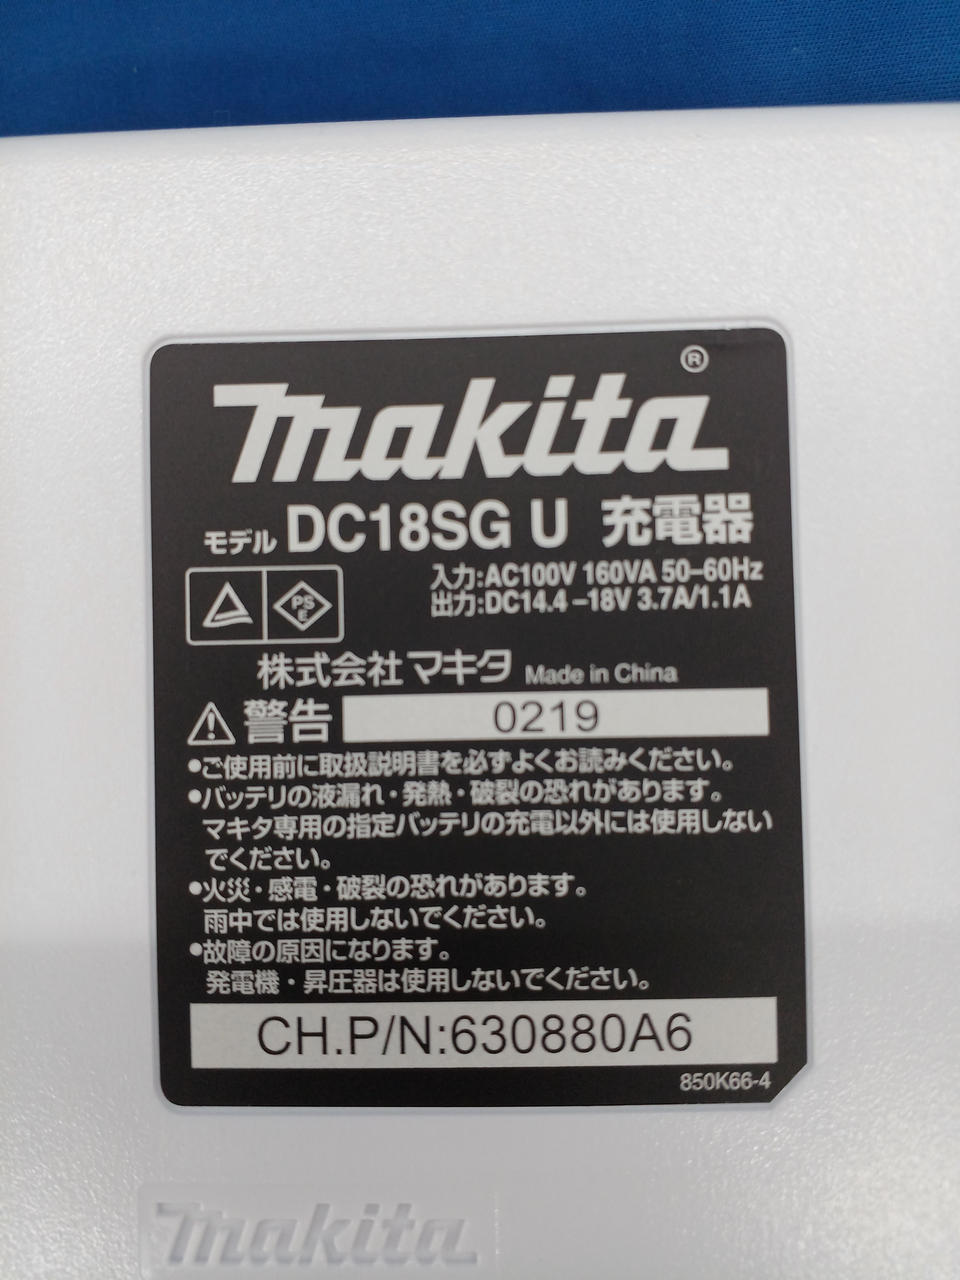 makita®
モデル DC18SG U 充電器
入力:AC100V 160VA 50–60Hz
出力:DC14.4–18V 3.7A/1.1A
PS
E
株式会社マキタ Made in China
警告 0219
•ご使用前に取扱説明書を必ずよくお読みください。
•バッテリの液漏れ・発熱・破裂の恐れがあります。
マキタ専用の指定バッテリの充電以外には使用しない
でください。
•火災・感電・破裂の恐れがあります。
雨中では使用しないでください。
•故障の原因になります。
発電機・昇圧器は使用しないでください。
CH.P/N:630880A6
850K66-4
makita